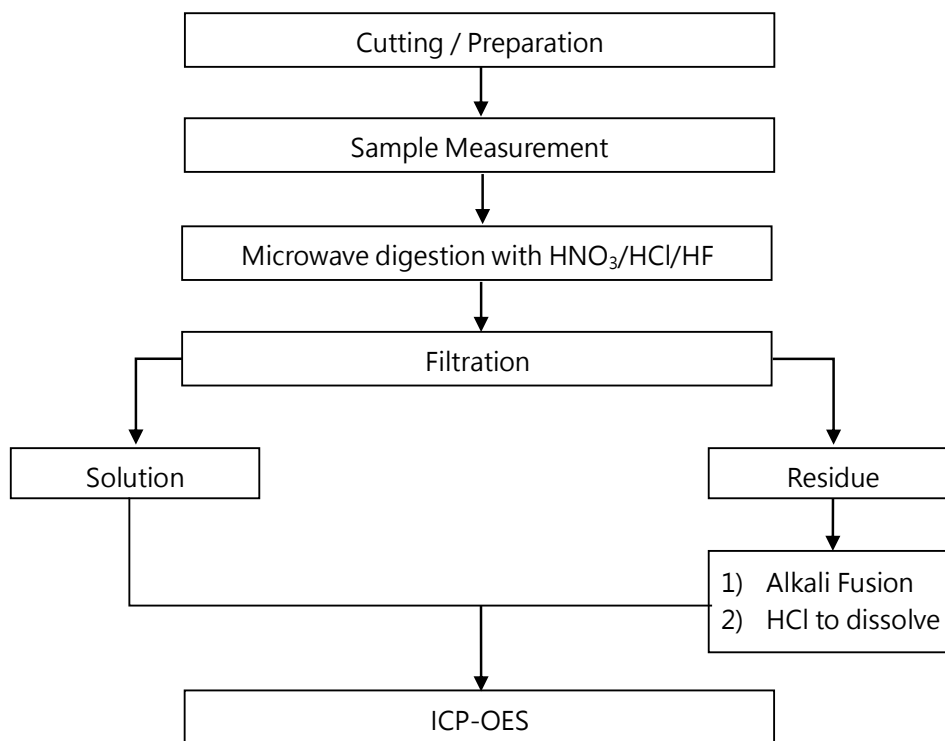 Cutting / Preparation
Sample Measurement
Microwave digestion with HNO₃/HCl/HF
Filtration
Solution
Residue
1) Alkali Fusion
2) HCl to dissolve
ICP-OES